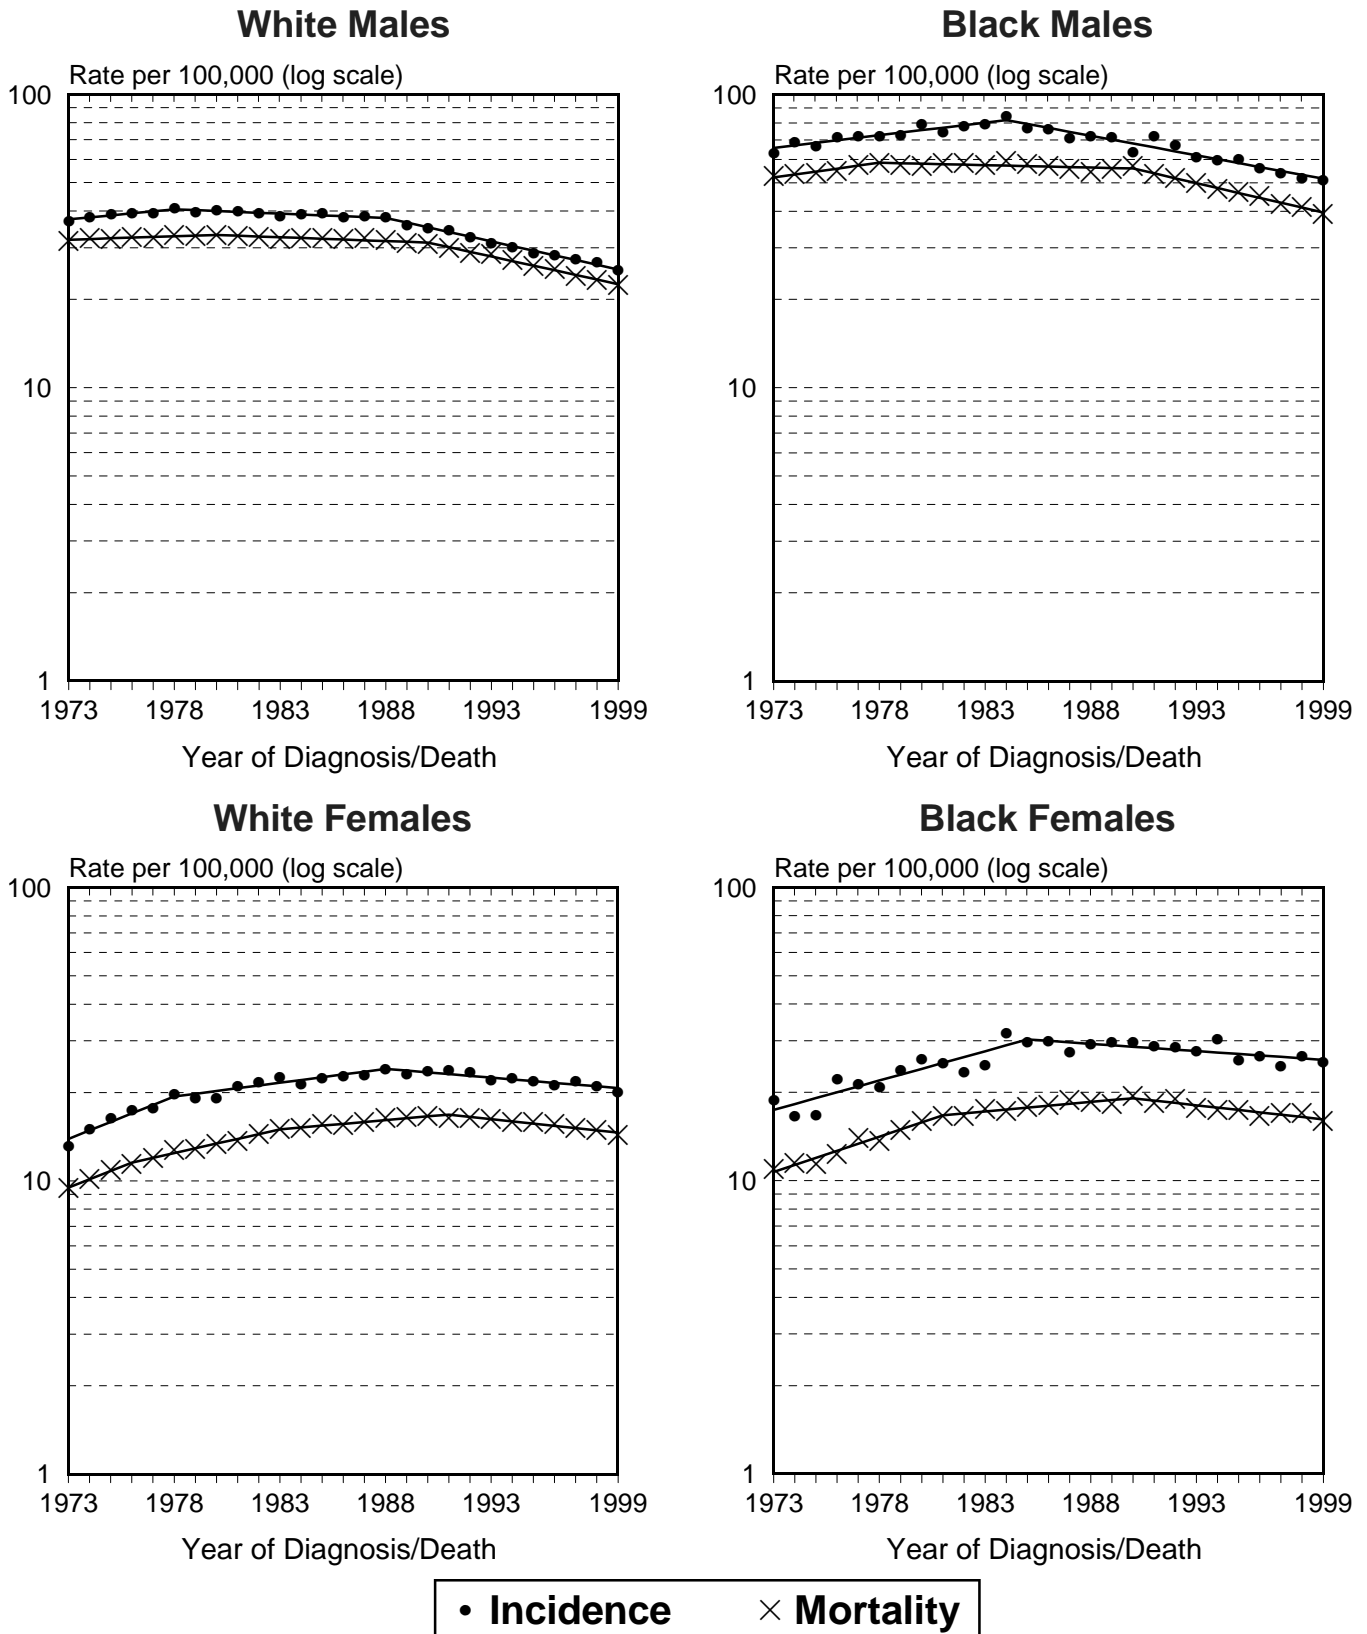 White Males
Rate per 100,000 (log scale)
100
10
1
1973 1978 1983 1988 1993 1999
Year of Diagnosis/Death
Black Males
Rate per 100,000 (log scale)
100
10
1
1973 1978 1983 1988 1993 1999
Year of Diagnosis/Death
White Females
Rate per 100,000 (log scale)
100
10
1
1973 1978 1983 1988 1993 1999
Year of Diagnosis/Death
Black Females
Rate per 100,000 (log scale)
100
10
1
1973 1978 1983 1988 1993 1999
Year of Diagnosis/Death
Incidence Mortality